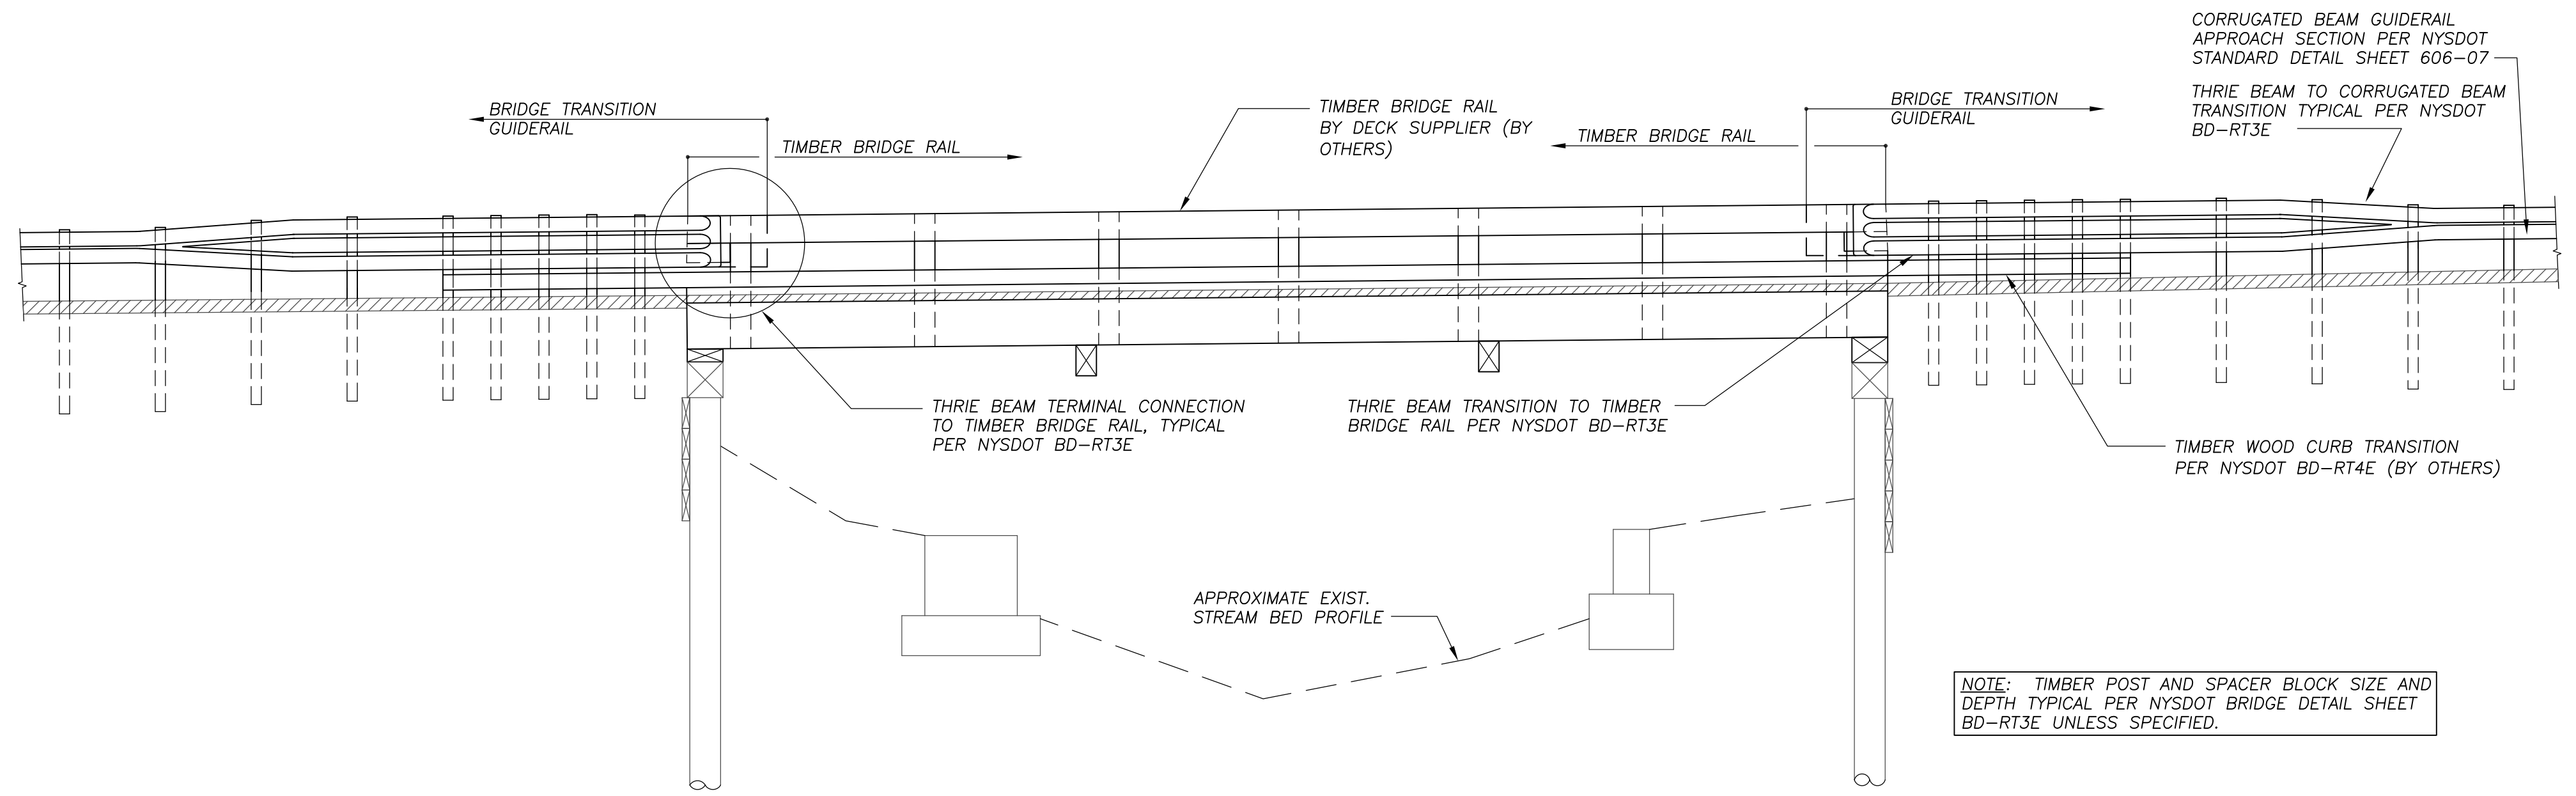 CORRUGATED BEAM GUIDERAIL
APPROACH SECTION PER NYSDOT
STANDARD DETAIL SHEET 606-07
THRIE BEAM TO CORRUGATED BEAM
TRANSITION TYPICAL PER NYSDOT
BD-RT3E
BRIDGE TRANSITION
GUIDERAIL
TIMBER BRIDGE RAIL
TIMBER BRIDGE RAIL
BY DECK SUPPLIER (BY
OTHERS)
TIMBER BRIDGE RAIL
BRIDGE TRANSITION
GUIDERAIL
THRIE BEAM TERMINAL CONNECTION
TO TIMBER BRIDGE RAIL, TYPICAL
PER NYSDOT BD-RT3E
THRIE BEAM TRANSITION TO TIMBER
BRIDGE RAIL PER NYSDOT BD-RT3E
TIMBER WOOD CURB TRANSITION
PER NYSDOT BD-RT4E (BY OTHERS)
APPROXIMATE EXIST.
STREAM BED PROFILE
NOTE: TIMBER POST AND SPACER BLOCK SIZE AND
DEPTH TYPICAL PER NYSDOT BRIDGE DETAIL SHEET
BD-RT3E UNLESS SPECIFIED.